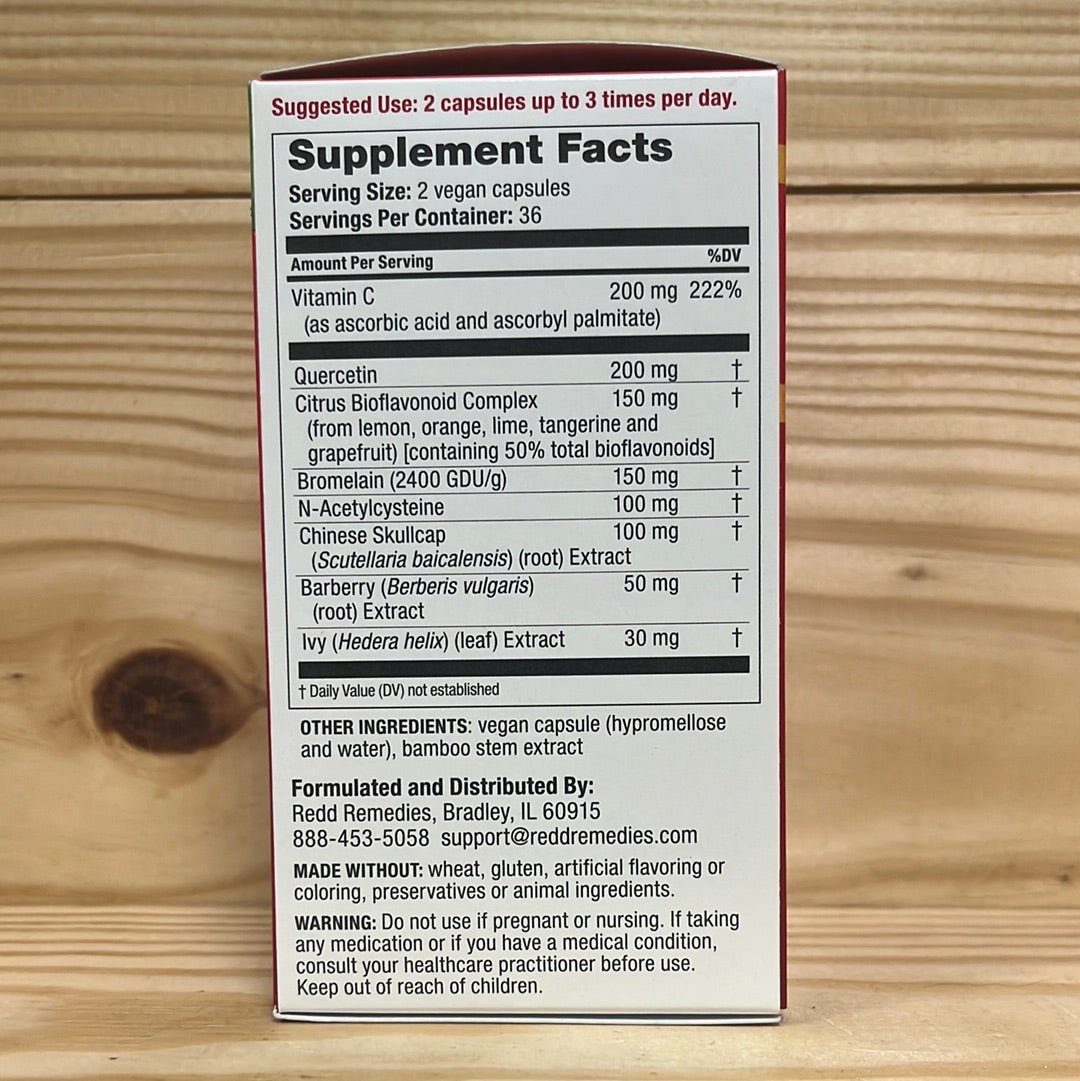 Suggested Use: 2 capsules up to 3 times per day.
Supplement Facts
Serving Size: 2 vegan capsules
Servings Per Container: 36
Amount Per Serving %DV
Vitamin C 200 mg 222%
(as ascorbic acid and ascorbyl palmitate)
Quercetin 200 mg †
Citrus Bioflavonoid Complex 150 mg †
(from lemon, orange, lime, tangerine and
grapefruit) [containing 50% total bioflavonoids]
Bromelain (2400 GDU/g) 150 mg †
N-Acetylcysteine 100 mg †
Chinese Skullcap 100 mg †
(Scutellaria baicalensis) (root) Extract
Barberry (Berberis vulgaris) 50 mg †
(root) Extract
Ivy (Hedera helix) (leaf) Extract 30 mg †
† Daily Value (DV) not established
OTHER INGREDIENTS: vegan capsule (hypromellose
and water), bamboo stem extract
Formulated and Distributed By:
Redd Remedies, Bradley, IL 60915
888-453-5058 support@reddremedies.com
MADE WITHOUT: wheat, gluten, artificial flavoring or
coloring, preservatives or animal ingredients.
WARNING: Do not use if pregnant or nursing. If taking
any medication or if you have a medical condition,
consult your healthcare practitioner before use.
Keep out of reach of children.